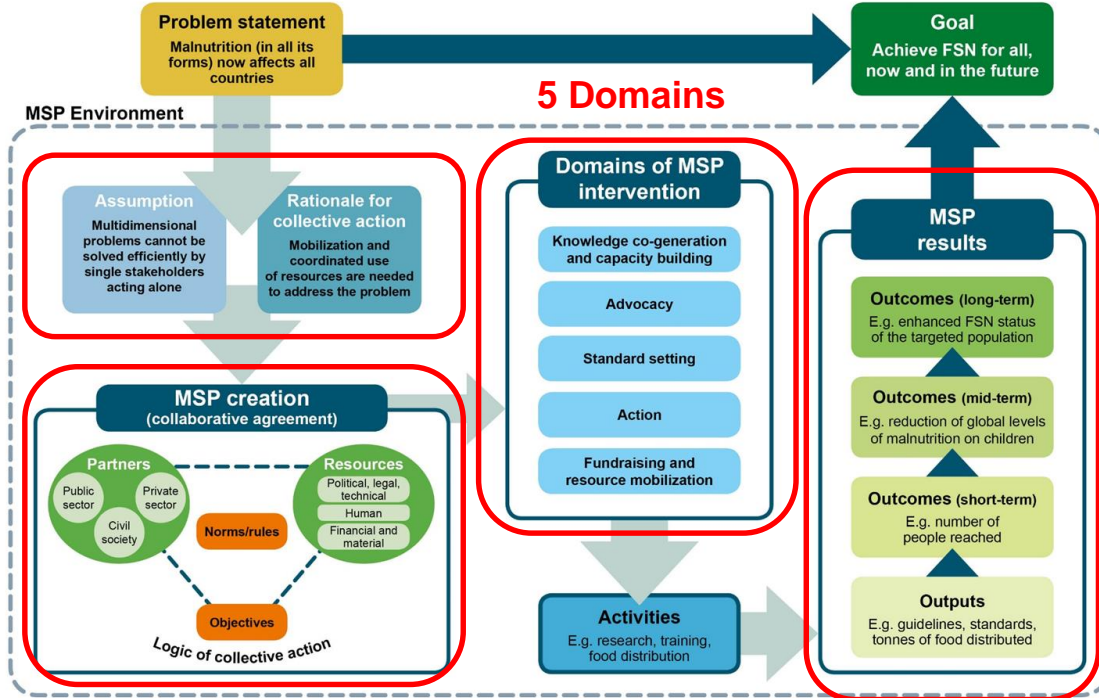 Problem statement
Malnutrition (in all its
forms) now affects all
countries
Goal
Achieve FSN for all,
now and in the future
5 Domains
MSP Environment
Assumption
Multidimensional
problems cannot be
solved efficiently by
single stakeholders
acting alone
Rationale for
collective action
Mobilization and
coordinated use
of resources are needed
to address the problem
MSP creation
(collaborative agreement)
Partners
Public
sector
Private
sector
Civil
society
Resources
Political, legal,
technical
Human
Financial and
material
Norms/rules
Objectives
Logic of collective action
Domains of MSP
intervention
Knowledge co-generation
and capacity building
Advocacy
Standard setting
Action
Fundraising and
resource mobilization
Activities
E.g. research, training,
food distribution
MSP
results
Outcomes (long-term)
E.g. enhanced FSN status
of the targeted population
Outcomes (mid-term)
E.g. reduction of global levels
of malnutrition on children
Outcomes (short-term)
E.g. number of
people reached
Outputs
E.g. guidelines, standards,
tonnes of food distributed